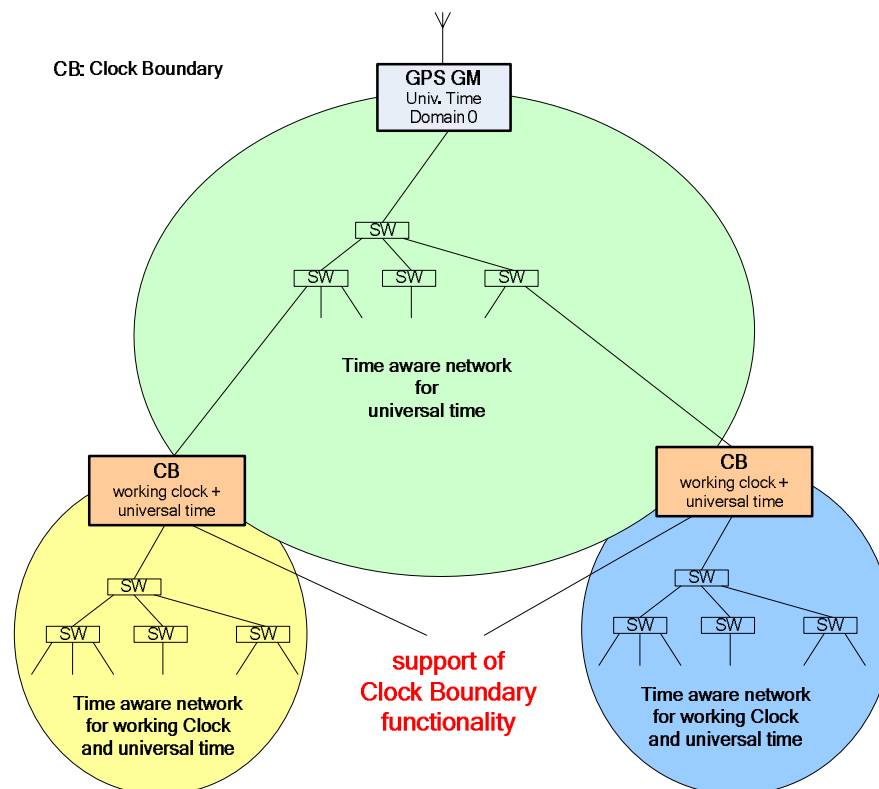 CB: Clock Boundary
GPS GM
Univ. Time
Domain 0
SW
SW
SW
SW
Time aware network
for
universal time
CB
working clock +
universal time
CB
working clock +
universal time
SW
SW
SW
SW
Time aware network
for working Clock
and universal time
support of
Clock Boundary
functionality
SW
SW
SW
SW
Time aware network
for working Clock
and universal time